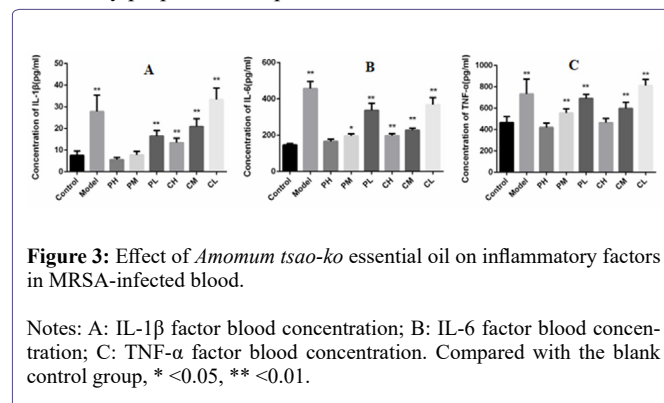 A
B
C
Concentration of IL-1β(pg/ml)
50
40
30
20
10
0
**
**
**
**
**
Control
Model
PH
PM
PL
CH
CM
CL
Concentration of IL-6(pg/ml)
600
400
200
0
**
*
**
**
**
**
Control
Model
PH
PM
PL
CH
CM
CL
Concentration of TNF-α(pg/ml)
1000
800
600
400
200
0
**
**
**
**
**
Control
Model
PH
PM
PL
CH
CM
CL
Figure 3: Effect of Amomum tsao-ko essential oil on inflammatory factors
in MRSA-infected blood.
Notes: A: IL-1β factor blood concentration; B: IL-6 factor blood concen-
tration; C: TNF-α factor blood concentration. Compared with the blank
control group, * <0.05, ** <0.01.